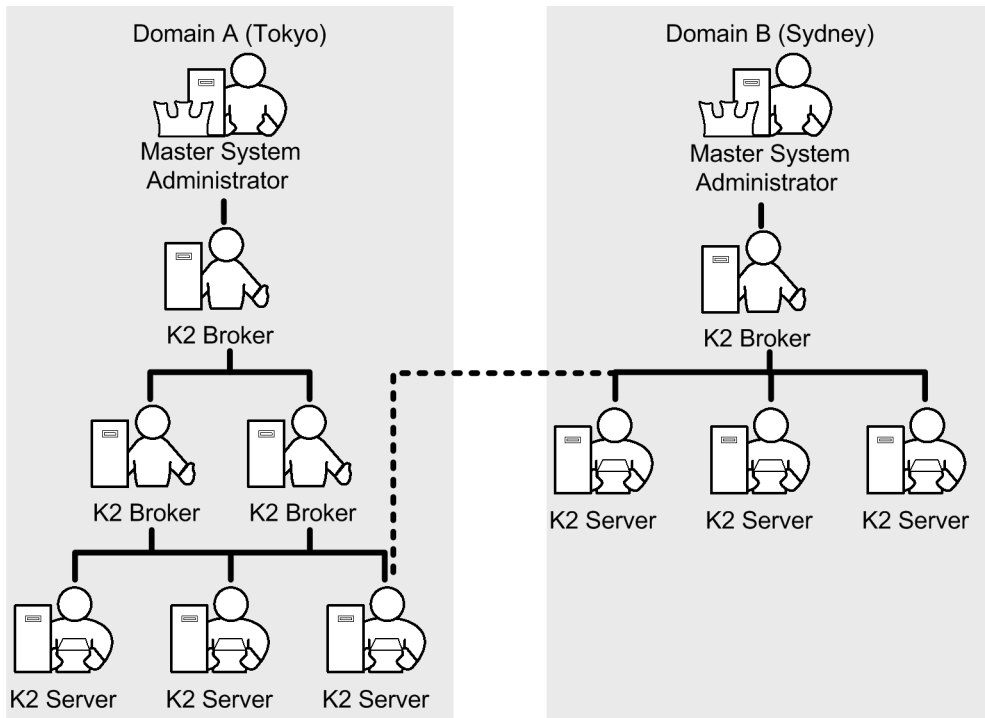 Domain A (Tokyo)
Master System
Administrator
K2 Broker
K2 Broker
K2 Broker
K2 Server
K2 Server
K2 Server
Domain B (Sydney)
Master System
Administrator
K2 Broker
K2 Server
K2 Server
K2 Server